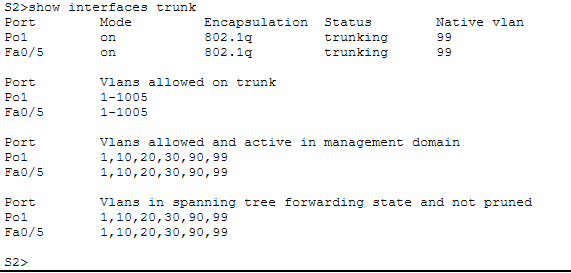 S2>show interfaces trunk
Port        Mode         Encapsulation  Status        Native vlan
Po1         on           802.1q         trunking      99
Fa0/5       on           802.1q         trunking      99

Port        Vlans allowed on trunk
Po1         1-1005
Fa0/5       1-1005

Port        Vlans allowed and active in management domain
Po1         1,10,20,30,90,99
Fa0/5       1,10,20,30,90,99

Port        Vlans in spanning tree forwarding state and not pruned
Po1         1,10,20,30,90,99
Fa0/5       1,10,20,30,90,99

S2>